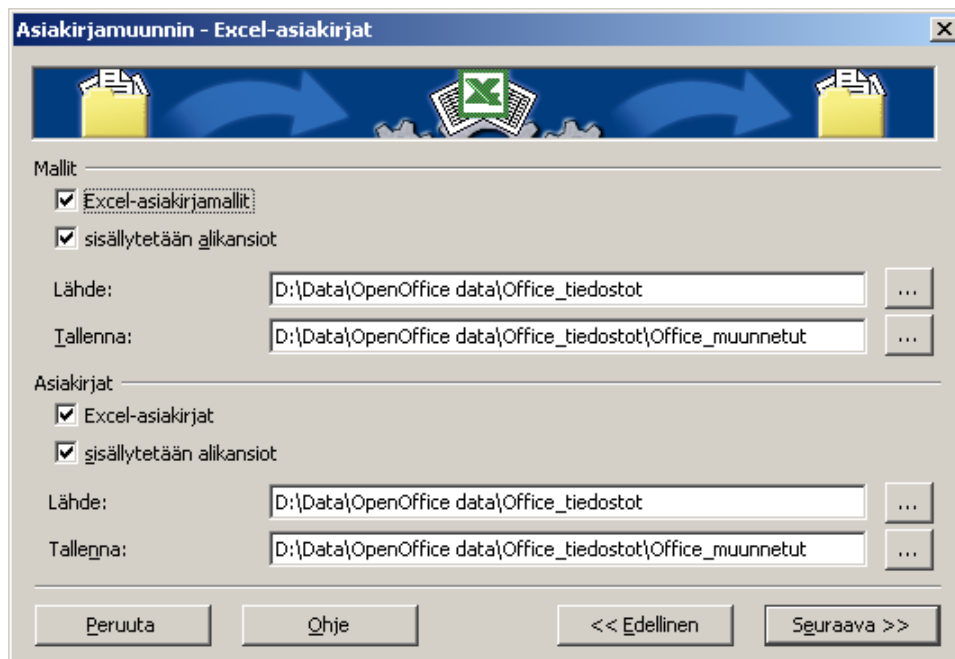 Asiakirjamuunnin - Excel-asiakirjat
Mallit
Excel-asiakirjamallit
sisällytetään alikansiot
Lähde: D:\Data\OpenOffice data\Office_tiedostot ...
Tallenna: D:\Data\OpenOffice data\Office_tiedostot\Office_muunnetut ...
Asiakirjat
Excel-asiakirjat
sisällytetään alikansiot
Lähde: D:\Data\OpenOffice data\Office_tiedostot ...
Tallenna: D:\Data\OpenOffice data\Office_tiedostot\Office_muunnetut ...
Peruuta Ohje << Edellinen Seuraava >>